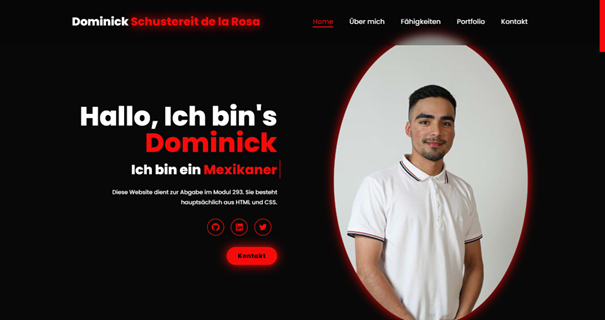 Dominick Schustereit de la Rosa
Home Über mich Fähigkeiten Portfolio Kontakt
Hallo, Ich bin's
Dominick
Ich bin ein Mexikaner
Diese Website dient zur Abgabe im Modul 293. Sie besteht
hauptsächlich aus HTML und CSS.
Kontakt